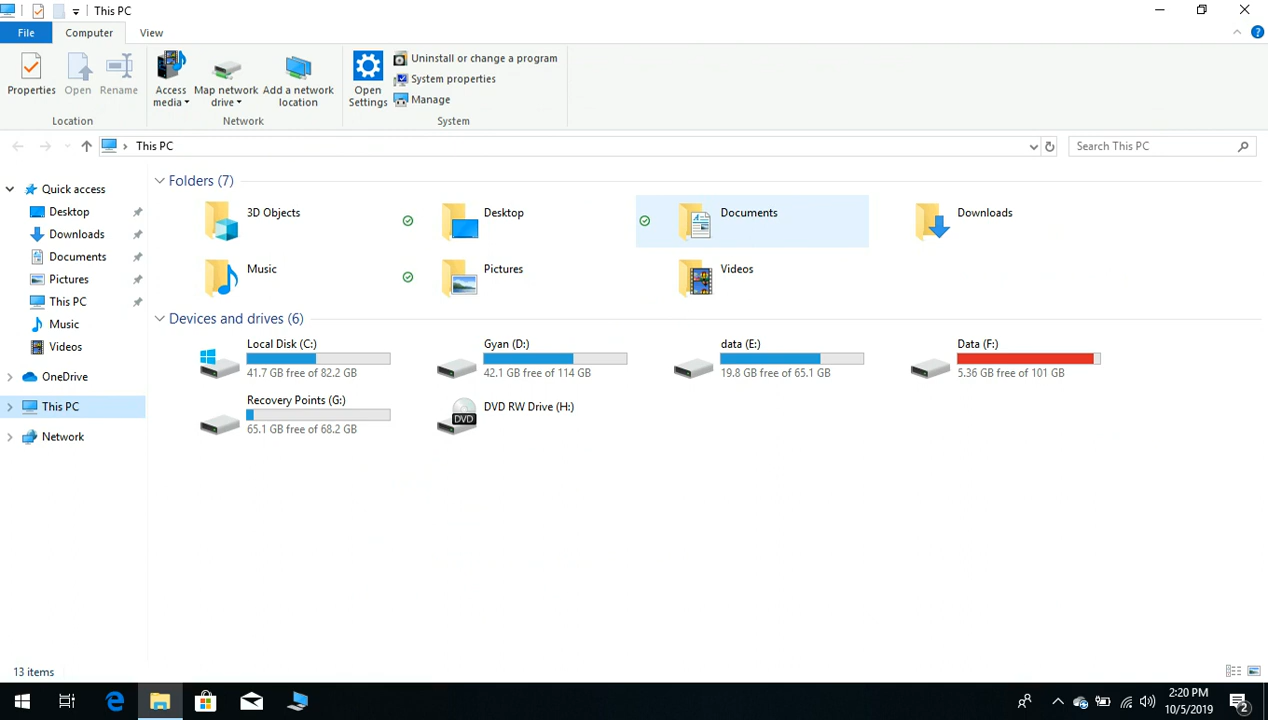 This PC
File Computer View
Properties Open Rename
Access media Map network drive Add a network location
Open Settings
Uninstall or change a program
System properties
Manage
Location Network System
This PC
Search This PC
Quick access
Desktop
Downloads
Documents
Pictures
This PC
Music
Videos
OneDrive
This PC
Network
Folders (7)
3D Objects
Desktop
Documents
Downloads
Music
Pictures
Videos
Devices and drives (6)
Local Disk (C:)
41.7 GB free of 82.2 GB
Gyan (D:)
42.1 GB free of 114 GB
data (E:)
19.8 GB free of 65.1 GB
Data (F:)
5.36 GB free of 101 GB
Recovery Points (G:)
65.1 GB free of 68.2 GB
DVD
DVD RW Drive (H:)
13 items
2:20 PM
10/5/2019
2